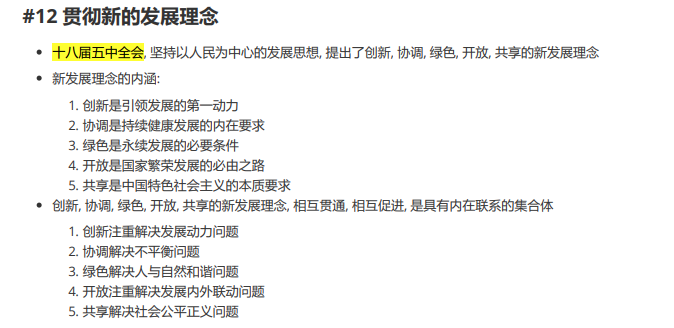 #12 贯彻新的发展理念
十八届五中全会, 坚持以人民为中心的发展思想, 提出了创新, 协调, 绿色, 开放, 共享的新发展理念
新发展理念的内涵:
1. 创新是引领发展的第一动力
2. 协调是持续健康发展的内在要求
3. 绿色是永续发展的必要条件
4. 开放是国家繁荣发展的必由之路
5. 共享是中国特色社会主义的本质要求
创新, 协调, 绿色, 开放, 共享的新发展理念, 相互贯通, 相互促进, 是具有内在联系的集合体
1. 创新注重解决发展动力问题
2. 协调解决不平衡问题
3. 绿色解决人与自然和谐问题
4. 开放注重解决发展内外联动问题
5. 共享解决社会公平正义问题